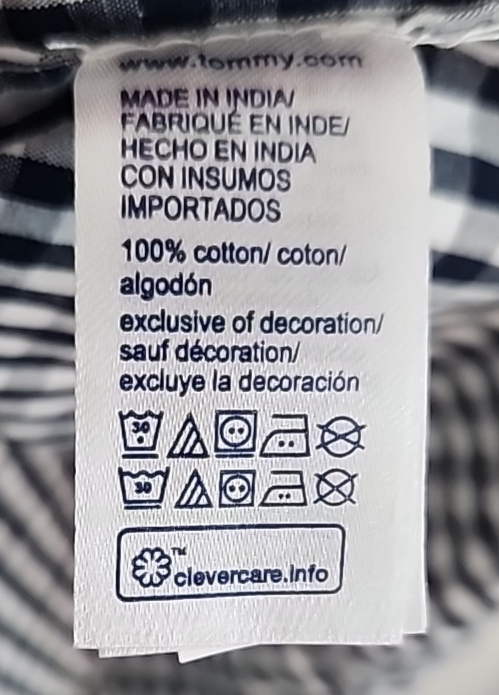 www.tommy.com
MADE IN INDIA/
FABRIQUÉ EN INDE/
HECHO EN INDIA
CON INSUMOS
IMPORTADOS
100% cotton/ coton/
algodón
exclusive of decoration/
sauf décoration/
excluye la decoración
30
30
™
clevercare.info